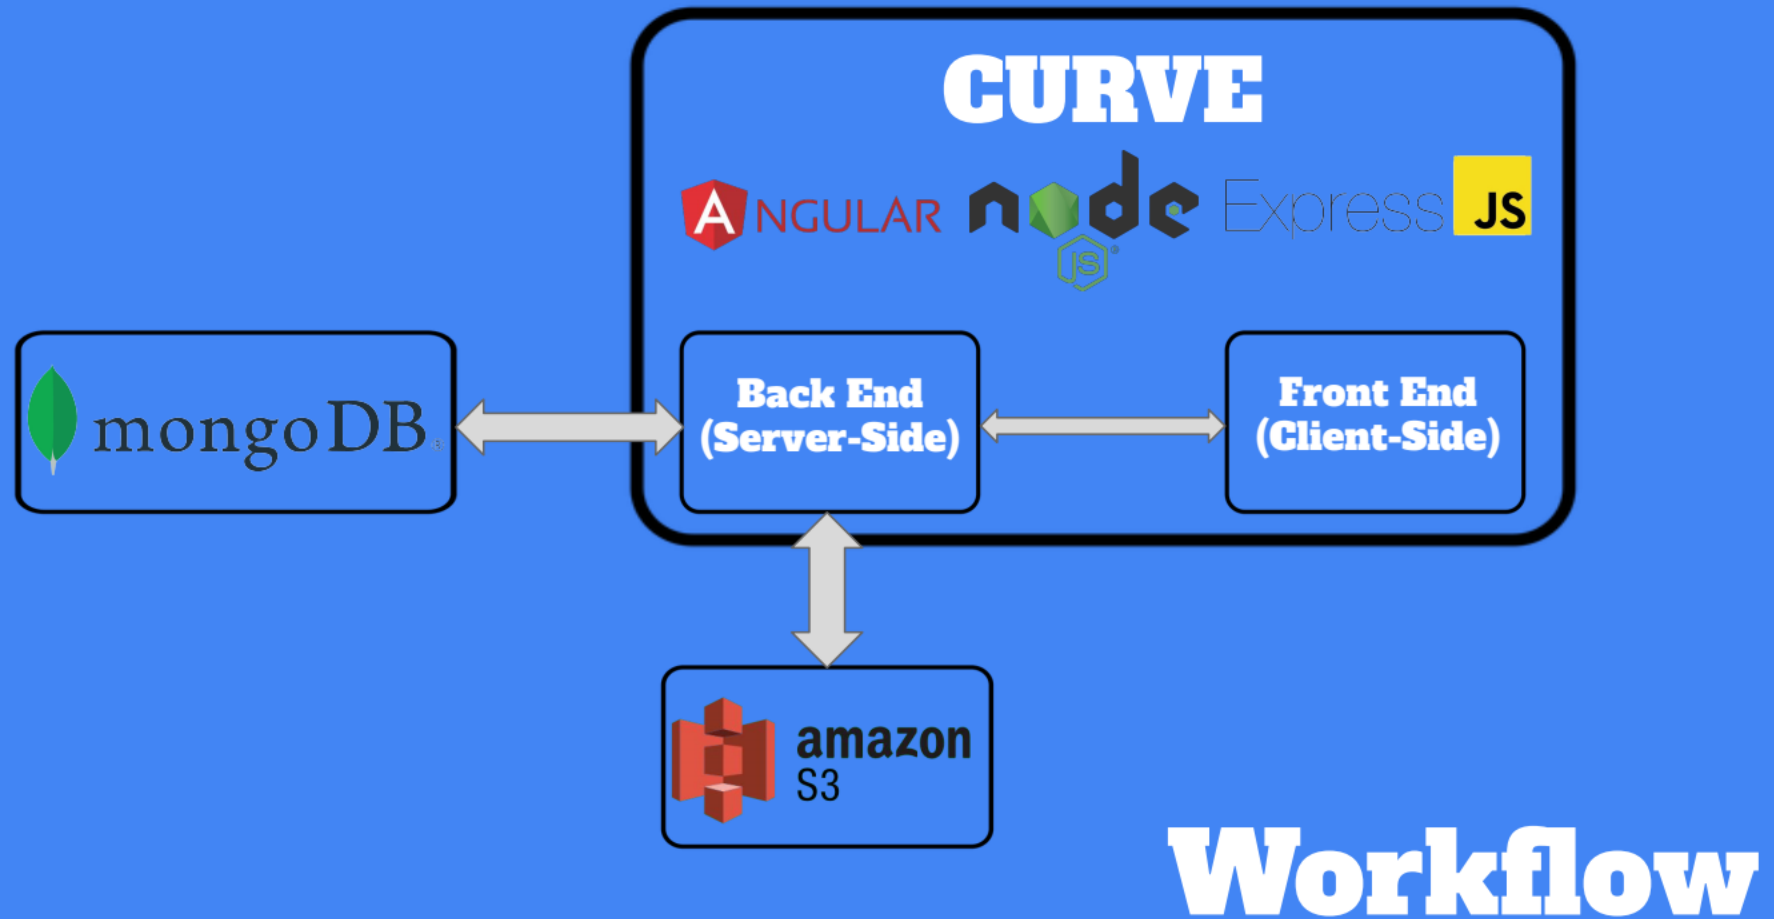 CURVE
ANGULAR node JS® Express JS
mongoDB®
Back End
(Server-Side)
Front End
(Client-Side)
amazon
S3
Workflow